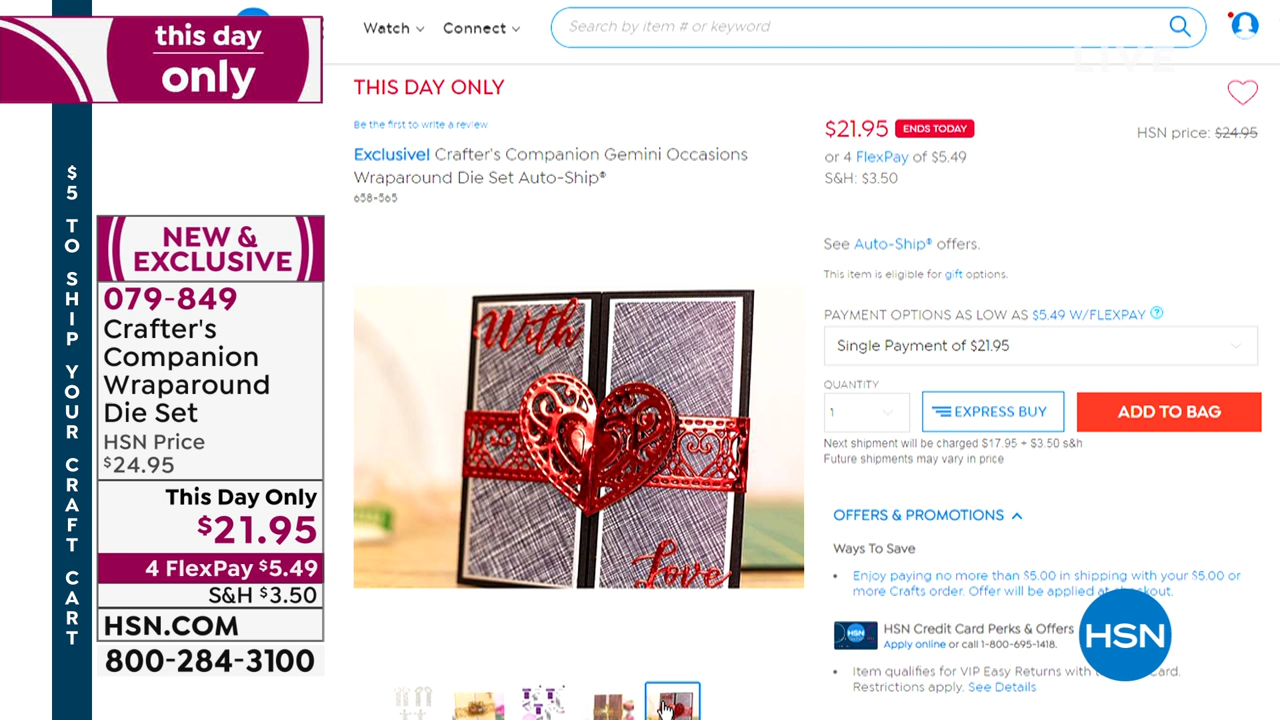 this day
only
$5 TO SHIP YOUR CRAFT CART
NEW &
EXCLUSIVE
079-849
Crafter's
Companion
Wraparound
Die Set
HSN Price
$24.95
This Day Only
$21.95
4 FlexPay $5.49
S&H $3.50
HSN.COM
800-284-3100
Watch
Connect
Search by item # or keyword
LIVE
THIS DAY ONLY
Be the first to write a review
Exclusive! Crafter's Companion Gemini Occasions
Wraparound Die Set Auto-Ship®
658-565
With
Love
$21.95 ENDS TODAY
HSN price: $24.95
or 4 FlexPay of $5.49
S&H: $3.50
See Auto-Ship® offers.
This item is eligible for gift options.
PAYMENT OPTIONS AS LOW AS $5.49 W/FLEXPAY ?
Single Payment of $21.95
QUANTITY
1
EXPRESS BUY
ADD TO BAG
Next shipment will be charged $17.95 + $3.50 s&h
Future shipments may vary in price
OFFERS & PROMOTIONS
Ways To Save
• Enjoy paying no more than $5.00 in shipping with your $5.00 or
more Crafts order. Offer will be applied at checkout.
HSN
HSN Credit Card Perks & Offers
Apply online or call 1-800-695-1418.
HSN
• Item qualifies for VIP Easy Returns with Card.
Restrictions apply. See Details